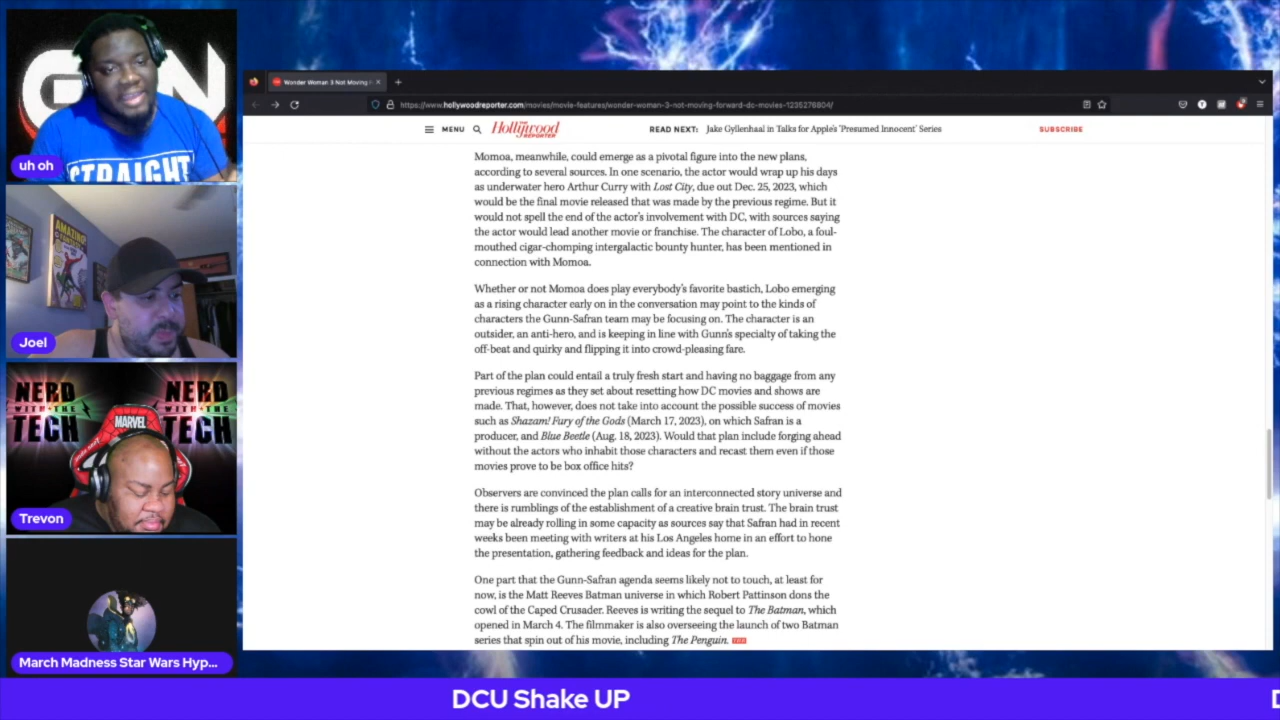 uh oh
STRAIGHT
AMAZING
Joel
NERD
WITH THE
TECH
NERD
WITH THE
TECH
MARVEL
Trevon
March Madness Star Wars Hyp...
Wonder Woman 3 Not Moving
https://www.hollywoodreporter.com/movies/movie-features/wonder-woman-3-not-moving-forward-dc-movies-1235276804/
MENU
Hollywood
REPORTER
READ NEXT: Jake Gyllenhaal in Talks for Apple's 'Presumed Innocent' Series
SUBSCRIBE
Momoa, meanwhile, could emerge as a pivotal figure into the new plans,
according to several sources. In one scenario, the actor would wrap up his days
as underwater hero Arthur Curry with Lost City, due out Dec. 25, 2023, which
would be the final movie released that was made by the previous regime. But it
would not spell the end of the actor's involvement with DC, with sources saying
the actor would lead another movie or franchise. The character of Lobo, a foul-
mouthed cigar-chomping intergalactic bounty hunter, has been mentioned in
connection with Momoa.
Whether or not Momoa does play everybody's favorite bastich, Lobo emerging
as a rising character early on in the conversation may point to the kinds of
characters the Gunn-Safran team may be focusing on. The character is an
outsider, an anti-hero, and is keeping in line with Gunn's specialty of taking the
off-beat and quirky and flipping it into crowd-pleasing fare.
Part of the plan could entail a truly fresh start and having no baggage from any
previous regimes as they set about resetting how DC movies and shows are
made. That, however, does not take into account the possible success of movies
such as Shazam! Fury of the Gods (March 17, 2023), on which Safran is a
producer, and Blue Beetle (Aug. 18, 2023). Would that plan include forging ahead
without the actors who inhabit those characters and recast them even if those
movies prove to be box office hits?
Observers are convinced the plan calls for an interconnected story universe and
there is rumblings of the establishment of a creative brain trust. The brain trust
may be already rolling in some capacity as sources say that Safran had in recent
weeks been meeting with writers at his Los Angeles home in an effort to hone
the presentation, gathering feedback and ideas for the plan.
One part that the Gunn-Safran agenda seems likely not to touch, at least for
now, is the Matt Reeves Batman universe in which Robert Pattinson dons the
cowl of the Caped Crusader. Reeves is writing the sequel to The Batman, which
opened in March 4. The filmmaker is also overseeing the launch of two Batman
series that spin out of his movie, including The Penguin. THR
DCU Shake UP